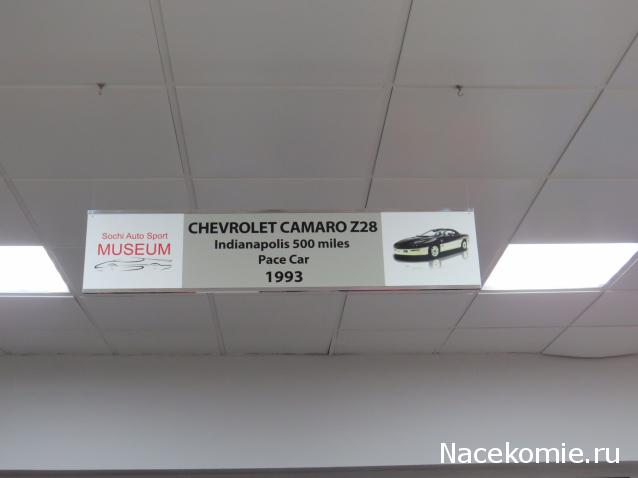 Sochi Auto Sport
MUSEUM
CHEVROLET CAMARO Z28
Indianapolis 500 miles
Pace Car
1993
Nacekomie.ru